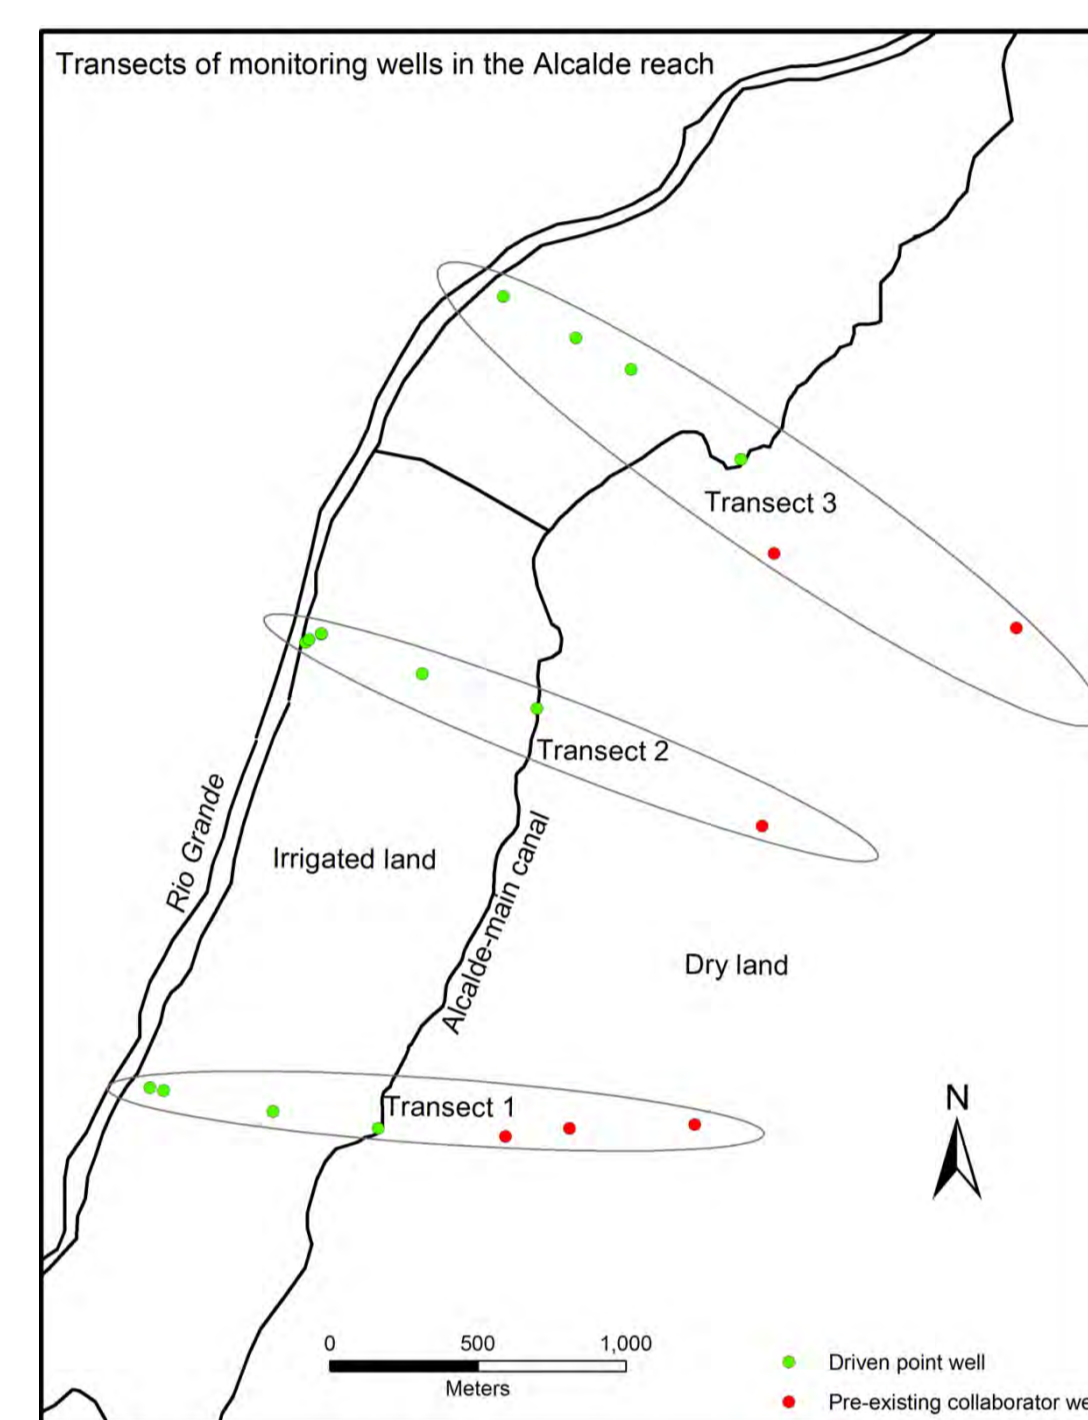 Transects of monitoring wells in the Alcalde reach
Transect 3
Transect 2
Rio Grande
Irrigated land
Alcalde-main canal
Dry land
Transect 1
N
0 500 1,000
Meters
Driven point well
Pre-existing collaborator we